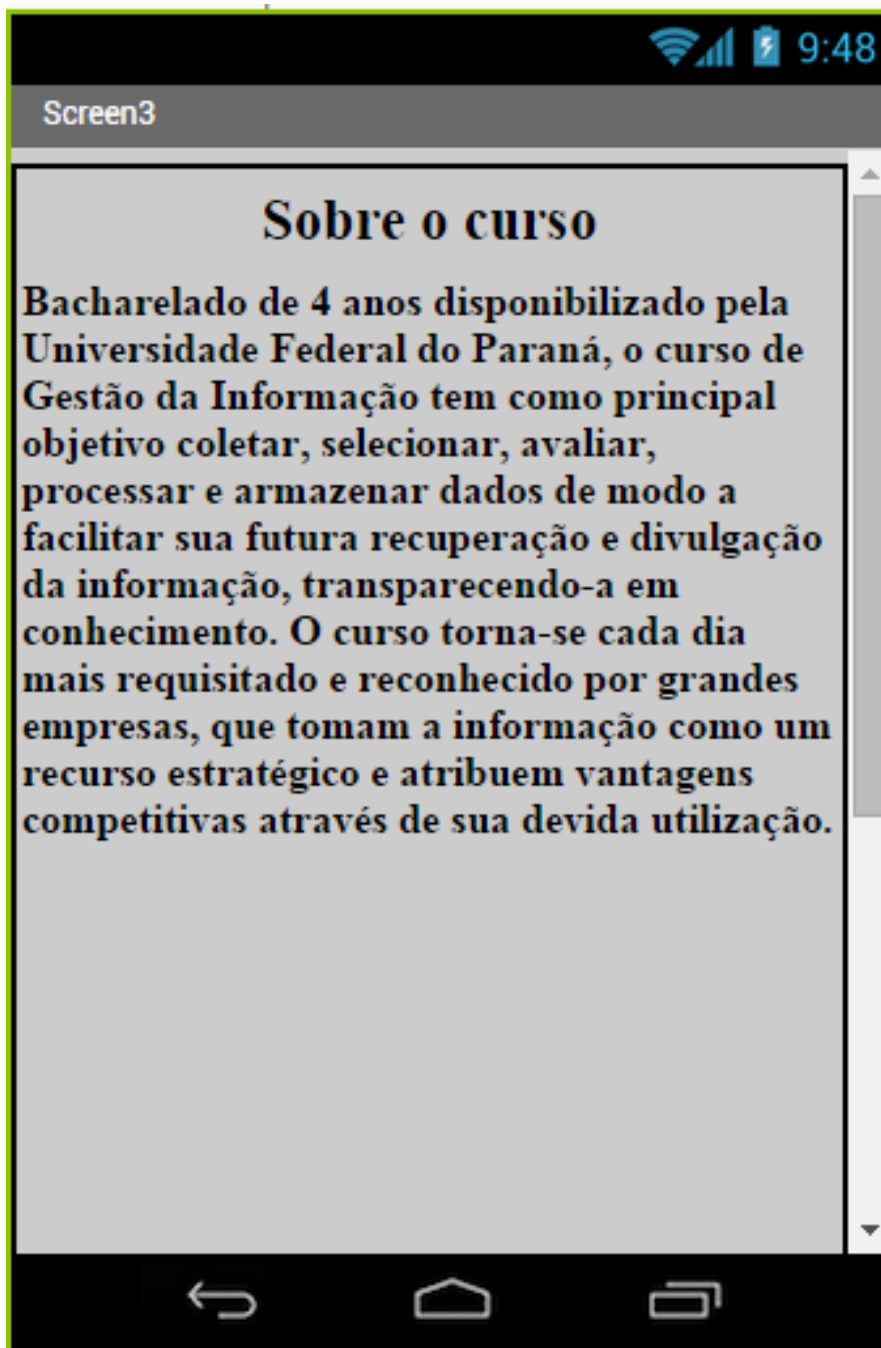 9:48
Screen3
Sobre o curso
Bacharelado de 4 anos disponibilizado pela
Universidade Federal do Paraná, o curso de
Gestão da Informação tem como principal
objetivo coletar, selecionar, avaliar,
processar e armazenar dados de modo a
facilitar sua futura recuperação e divulgação
da informação, transparecendo-a em
conhecimento. O curso torna-se cada dia
mais requisitado e reconhecido por grandes
empresas, que tomam a informação como um
recurso estratégico e atribuem vantagens
competitivas através de sua devida utilização.